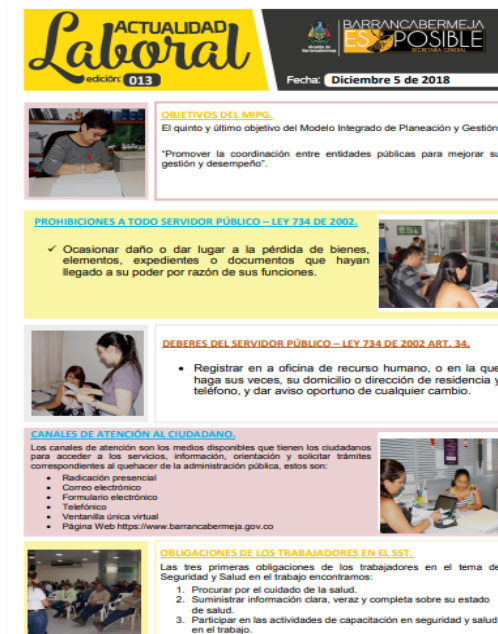 ACTUALIDAD
Laboral
edición: 013
Alcaldía de
Barrancabermeja
BARRANCABERMEJA
ES POSIBLE
SECRETARÍA GENERAL
Fecha: Diciembre 5 de 2018
OBJETIVOS DEL MIPG.
El quinto y último objetivo del Modelo Integrado de Planeación y Gestión
"Promover la coordinación entre entidades públicas para mejorar su
gestión y desempeño".
PROHIBICIONES A TODO SERVIDOR PÚBLICO – LEY 734 DE 2002.
✓ Ocasionar daño o dar lugar a la pérdida de bienes,
elementos, expedientes o documentos que hayan
llegado a su poder por razón de sus funciones.
DEBERES DEL SERVIDOR PÚBLICO – LEY 734 DE 2002 ART. 34.
• Registrar en a oficina de recurso humano, o en la que
haga sus veces, su domicilio o dirección de residencia y
teléfono, y dar aviso oportuno de cualquier cambio.
CANALES DE ATENCIÓN AL CIUDADANO.
Los canales de atención son los medios disponibles que tienen los ciudadanos
para acceder a los servicios, información, orientación y solicitar trámites
correspondientes al quehacer de la administración pública, estos son:
• Radicación presencial
• Correo electrónico
• Formulario electrónico
• Telefónico
• Ventanilla única virtual
• Página Web https://www.barrancabermeja.gov.co
OBLIGACIONES DE LOS TRABAJADORES EN EL SST.
Las tres primeras obligaciones de los trabajadores en el tema de
Seguridad y Salud en el trabajo encontramos:
1. Procurar por el cuidado de la salud.
2. Suministrar información clara, veraz y completa sobre su estado
de salud.
3. Participar en las actividades de capacitación en seguridad y salud
en el trabajo.